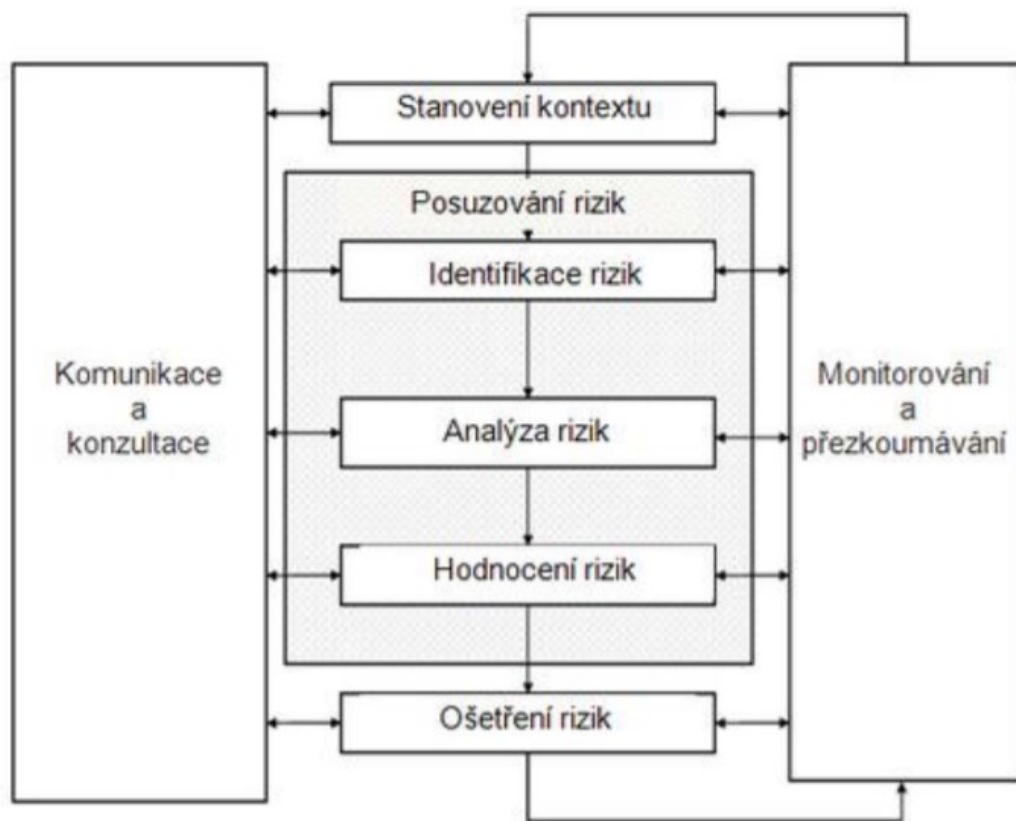 Stanovení kontextu
Posuzování rizik
Identifikace rizik
Komunikace
a
konzultace
Monitorování
a
přezkoumávání
Analýza rizik
Hodnocení rizik
Ošetření rizik